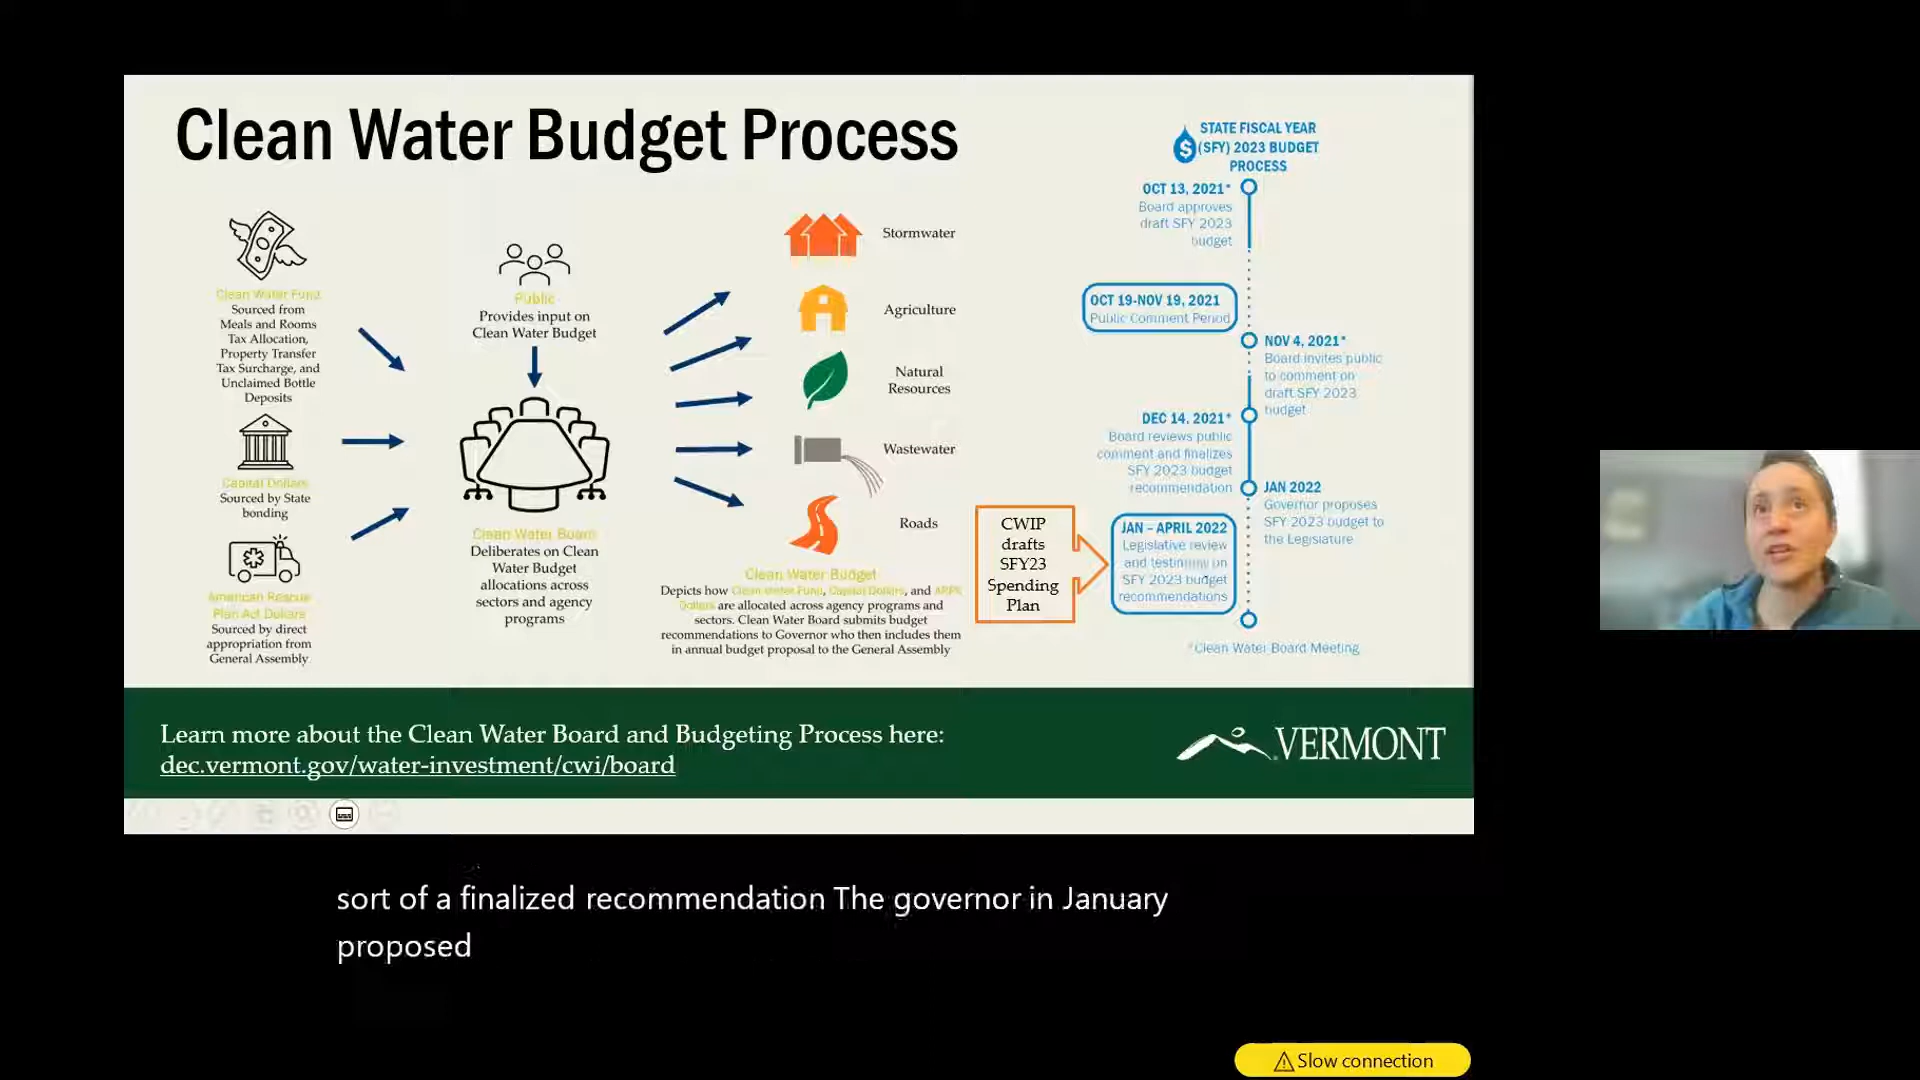 Clean Water Budget Process
Clean Water Fund
Sourced from
Meals and Rooms
Tax Allocation,
Property Transfer
Tax Surcharge, and
Unclaimed Bottle
Deposits
Capital Dollars
Sourced by State
bonding
American Rescue
Plan Act Dollars
Sourced by direct
appropriation from
General Assembly
Public
Provides input on
Clean Water Budget
Clean Water Board
Deliberates on Clean
Water Budget
allocations across
sectors and agency
programs
Stormwater
Agriculture
Natural
Resources
Wastewater
Roads
Clean Water Budget
Depicts how Clean Water Fund, Capital Dollars, and ARPA
Dollars are allocated across agency programs and
sectors. Clean Water Board submits budget
recommendations to Governor who then includes them
in annual budget proposal to the General Assembly
CWIP
drafts
SFY23
Spending
Plan
$
STATE FISCAL YEAR
(SFY) 2023 BUDGET
PROCESS
OCT 13, 2021*
Board approves
draft SFY 2023
budget
OCT 19-NOV 19, 2021
Public Comment Period
NOV 4, 2021*
Board invites public
to comment on
draft SFY 2023
budget
DEC 14, 2021*
Board reviews public
comment and finalizes
SFY 2023 budget
recommendation
JAN 2022
Governor proposes
SFY 2023 budget to
the Legislature
JAN – APRIL 2022
Legislative review
and testimony on
SFY 2023 budget
recommendations
*Clean Water Board Meeting
Learn more about the Clean Water Board and Budgeting Process here:
dec.vermont.gov/water-investment/cwi/board
VERMONT
sort of a finalized recommendation The governor in January
proposed
Slow connection